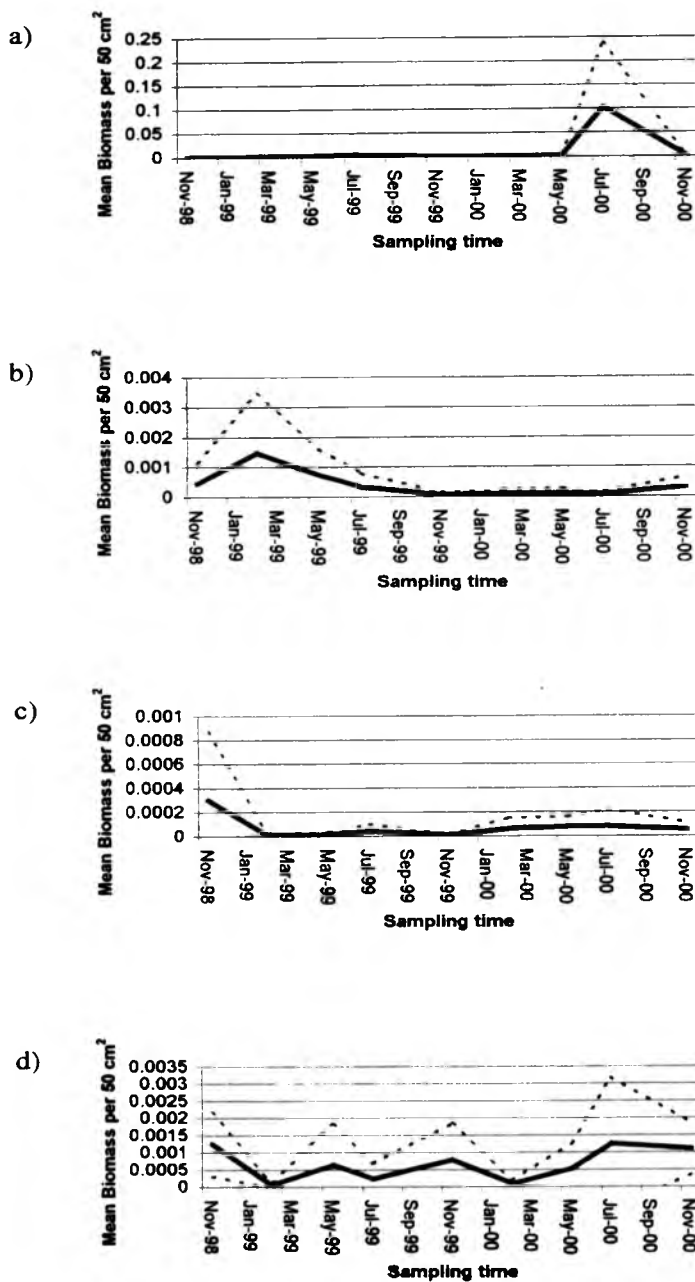 a)
Mean Biomass per 50 cm²
0.25
0.2
0.15
0.1
0.05
0
Nov-98
Jan-99
Mar-99
May-99
Jul-99
Sep-99
Nov-99
Jan-00
Mar-00
May-00
Jul-00
Sep-00
Nov-00
Sampling time
b)
Mean Biomass per 50 cm²
0.004
0.003
0.002
0.001
0
Nov-98
Jan-99
Mar-99
May-99
Jul-99
Sep-99
Nov-99
Jan-00
Mar-00
May-00
Jul-00
Sep-00
Nov-00
Sampling time
c)
Mean Biomass per 50 cm²
0.001
0.0008
0.0006
0.0004
0.0002
0
Nov-98
Jan-99
Mar-99
May-99
Jul-99
Sep-99
Nov-99
Jan-00
Mar-00
May-00
Jul-00
Sep-00
Nov-00
Sampling time
d)
Mean Biomass per 50 cm²
0.0035
0.003
0.0025
0.002
0.0015
0.001
0.0005
0
Nov-98
Jan-99
Mar-99
May-99
Jul-99
Sep-99
Nov-99
Jan-00
Mar-00
May-00
Jul-00
Sep-00
Nov-00
Sampling time